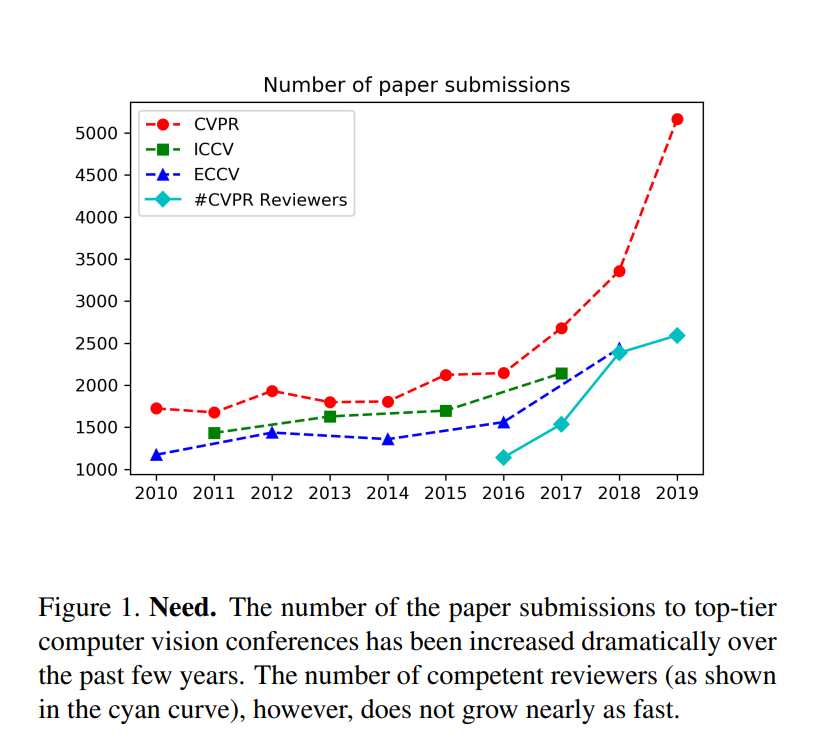 Number of paper submissions
CVPR
ICCV
ECCV
#CVPR Reviewers
5000
4500
4000
3500
3000
2500
2000
1500
1000
2010 2011 2012 2013 2014 2015 2016 2017 2018 2019
Figure 1. Need. The number of the paper submissions to top-tier
computer vision conferences has been increased dramatically over
the past few years. The number of competent reviewers (as shown
in the cyan curve), however, does not grow nearly as fast.